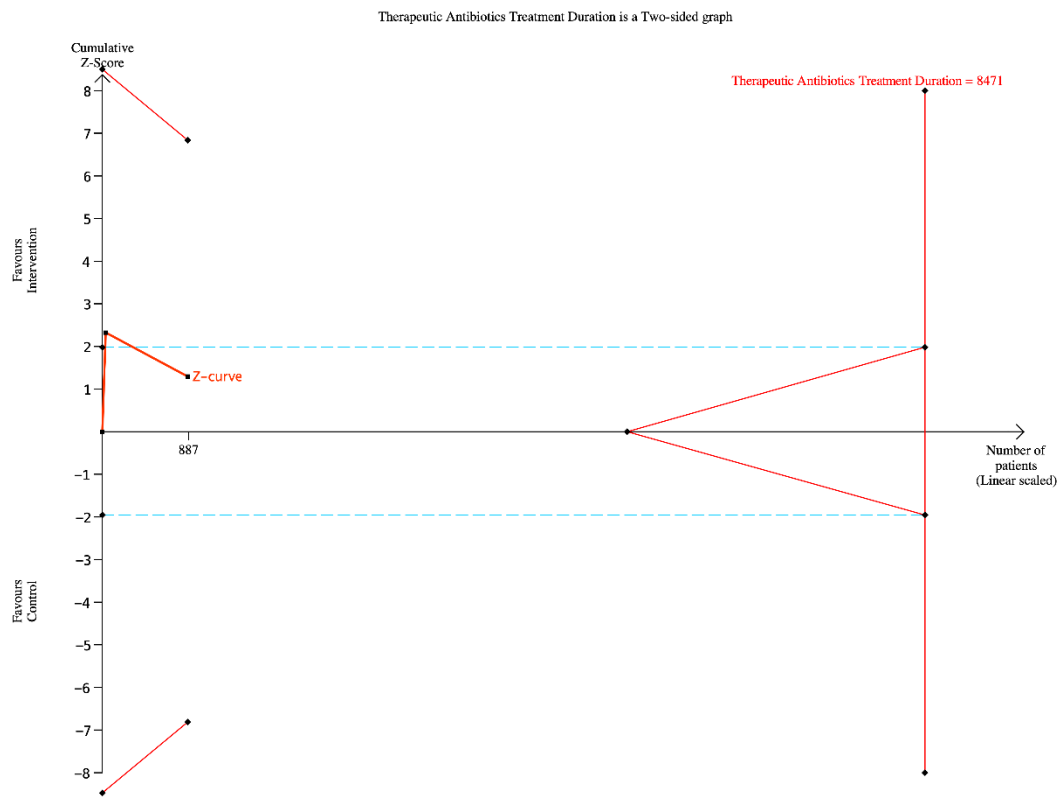 Therapeutic Antibiotics Treatment Duration is a Two-sided graph
Cumulative
Z-Score
Therapeutic Antibiotics Treatment Duration = 8471
8
7
6
5
4
3
2
1
Favours
Intervention
Z-curve
887
Number of
patients
(Linear scaled)
−1
−2
−3
−4
−5
−6
−7
−8
Favours
Control